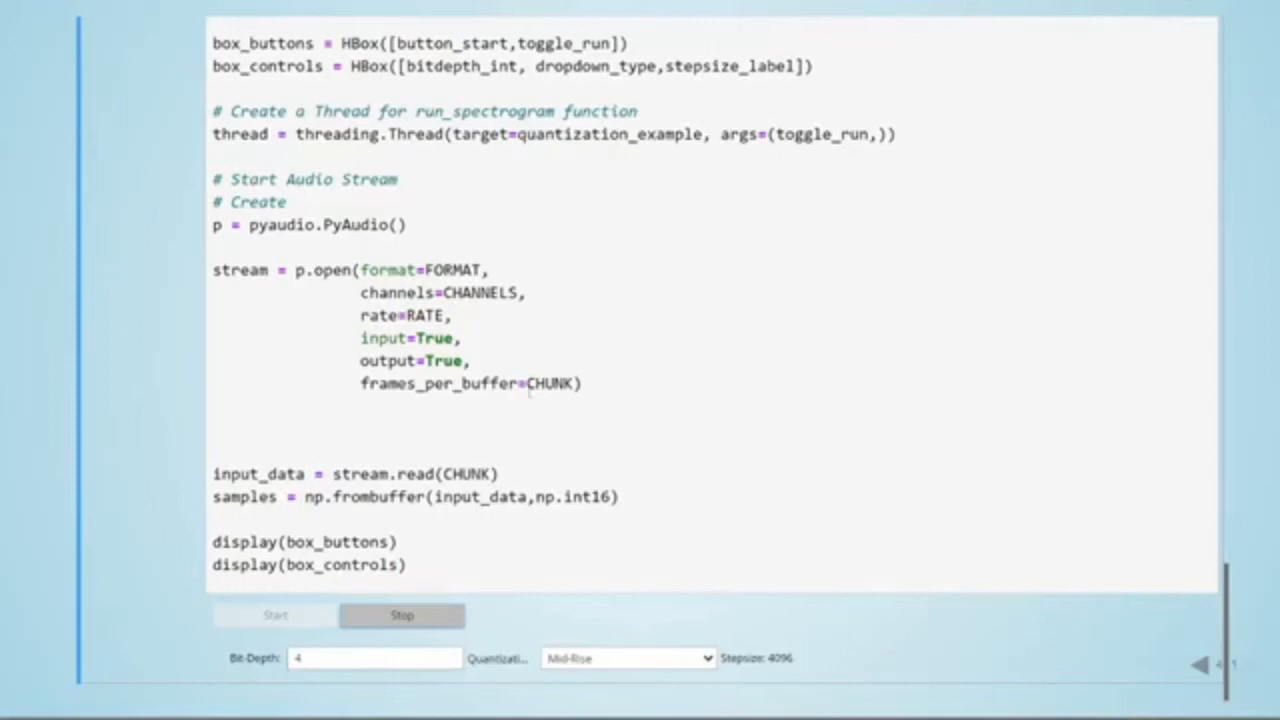 box_buttons = HBox([button_start,toggle_run])
box_controls = HBox([bitdepth_int, dropdown_type,stepsize_label])
# Create a Thread for run_spectrogram function
thread = threading.Thread(target=quantization_example, args=(toggle_run,))
# Start Audio Stream
# Create
p = pyaudio.PyAudio()
stream = p.open(format=FORMAT,
channels=CHANNELS,
rate=RATE,
input=True,
output=True,
frames_per_buffer=CHUNK)
input_data = stream.read(CHUNK)
samples = np.frombuffer(input_data,np.int16)
display(box_buttons)
display(box_controls)
Start Stop
Bit-Depth: 4 Quantizati... Mid-Rise Stepsize: 4096